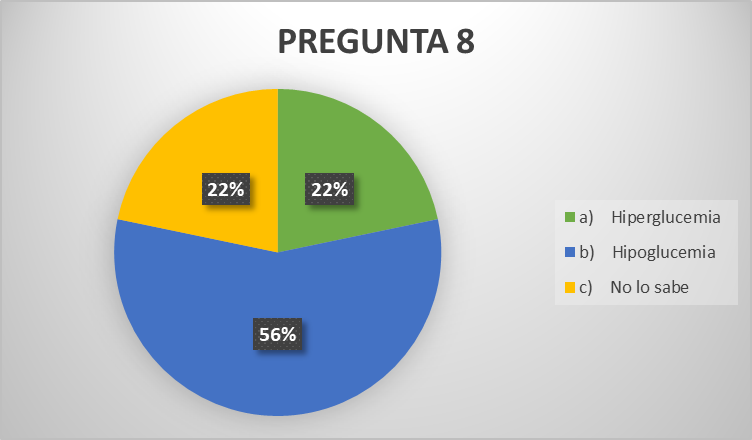 PREGUNTA 8
22%
22%
56%
a) Hiperglucemia
b) Hipoglucemia
c) No lo sabe